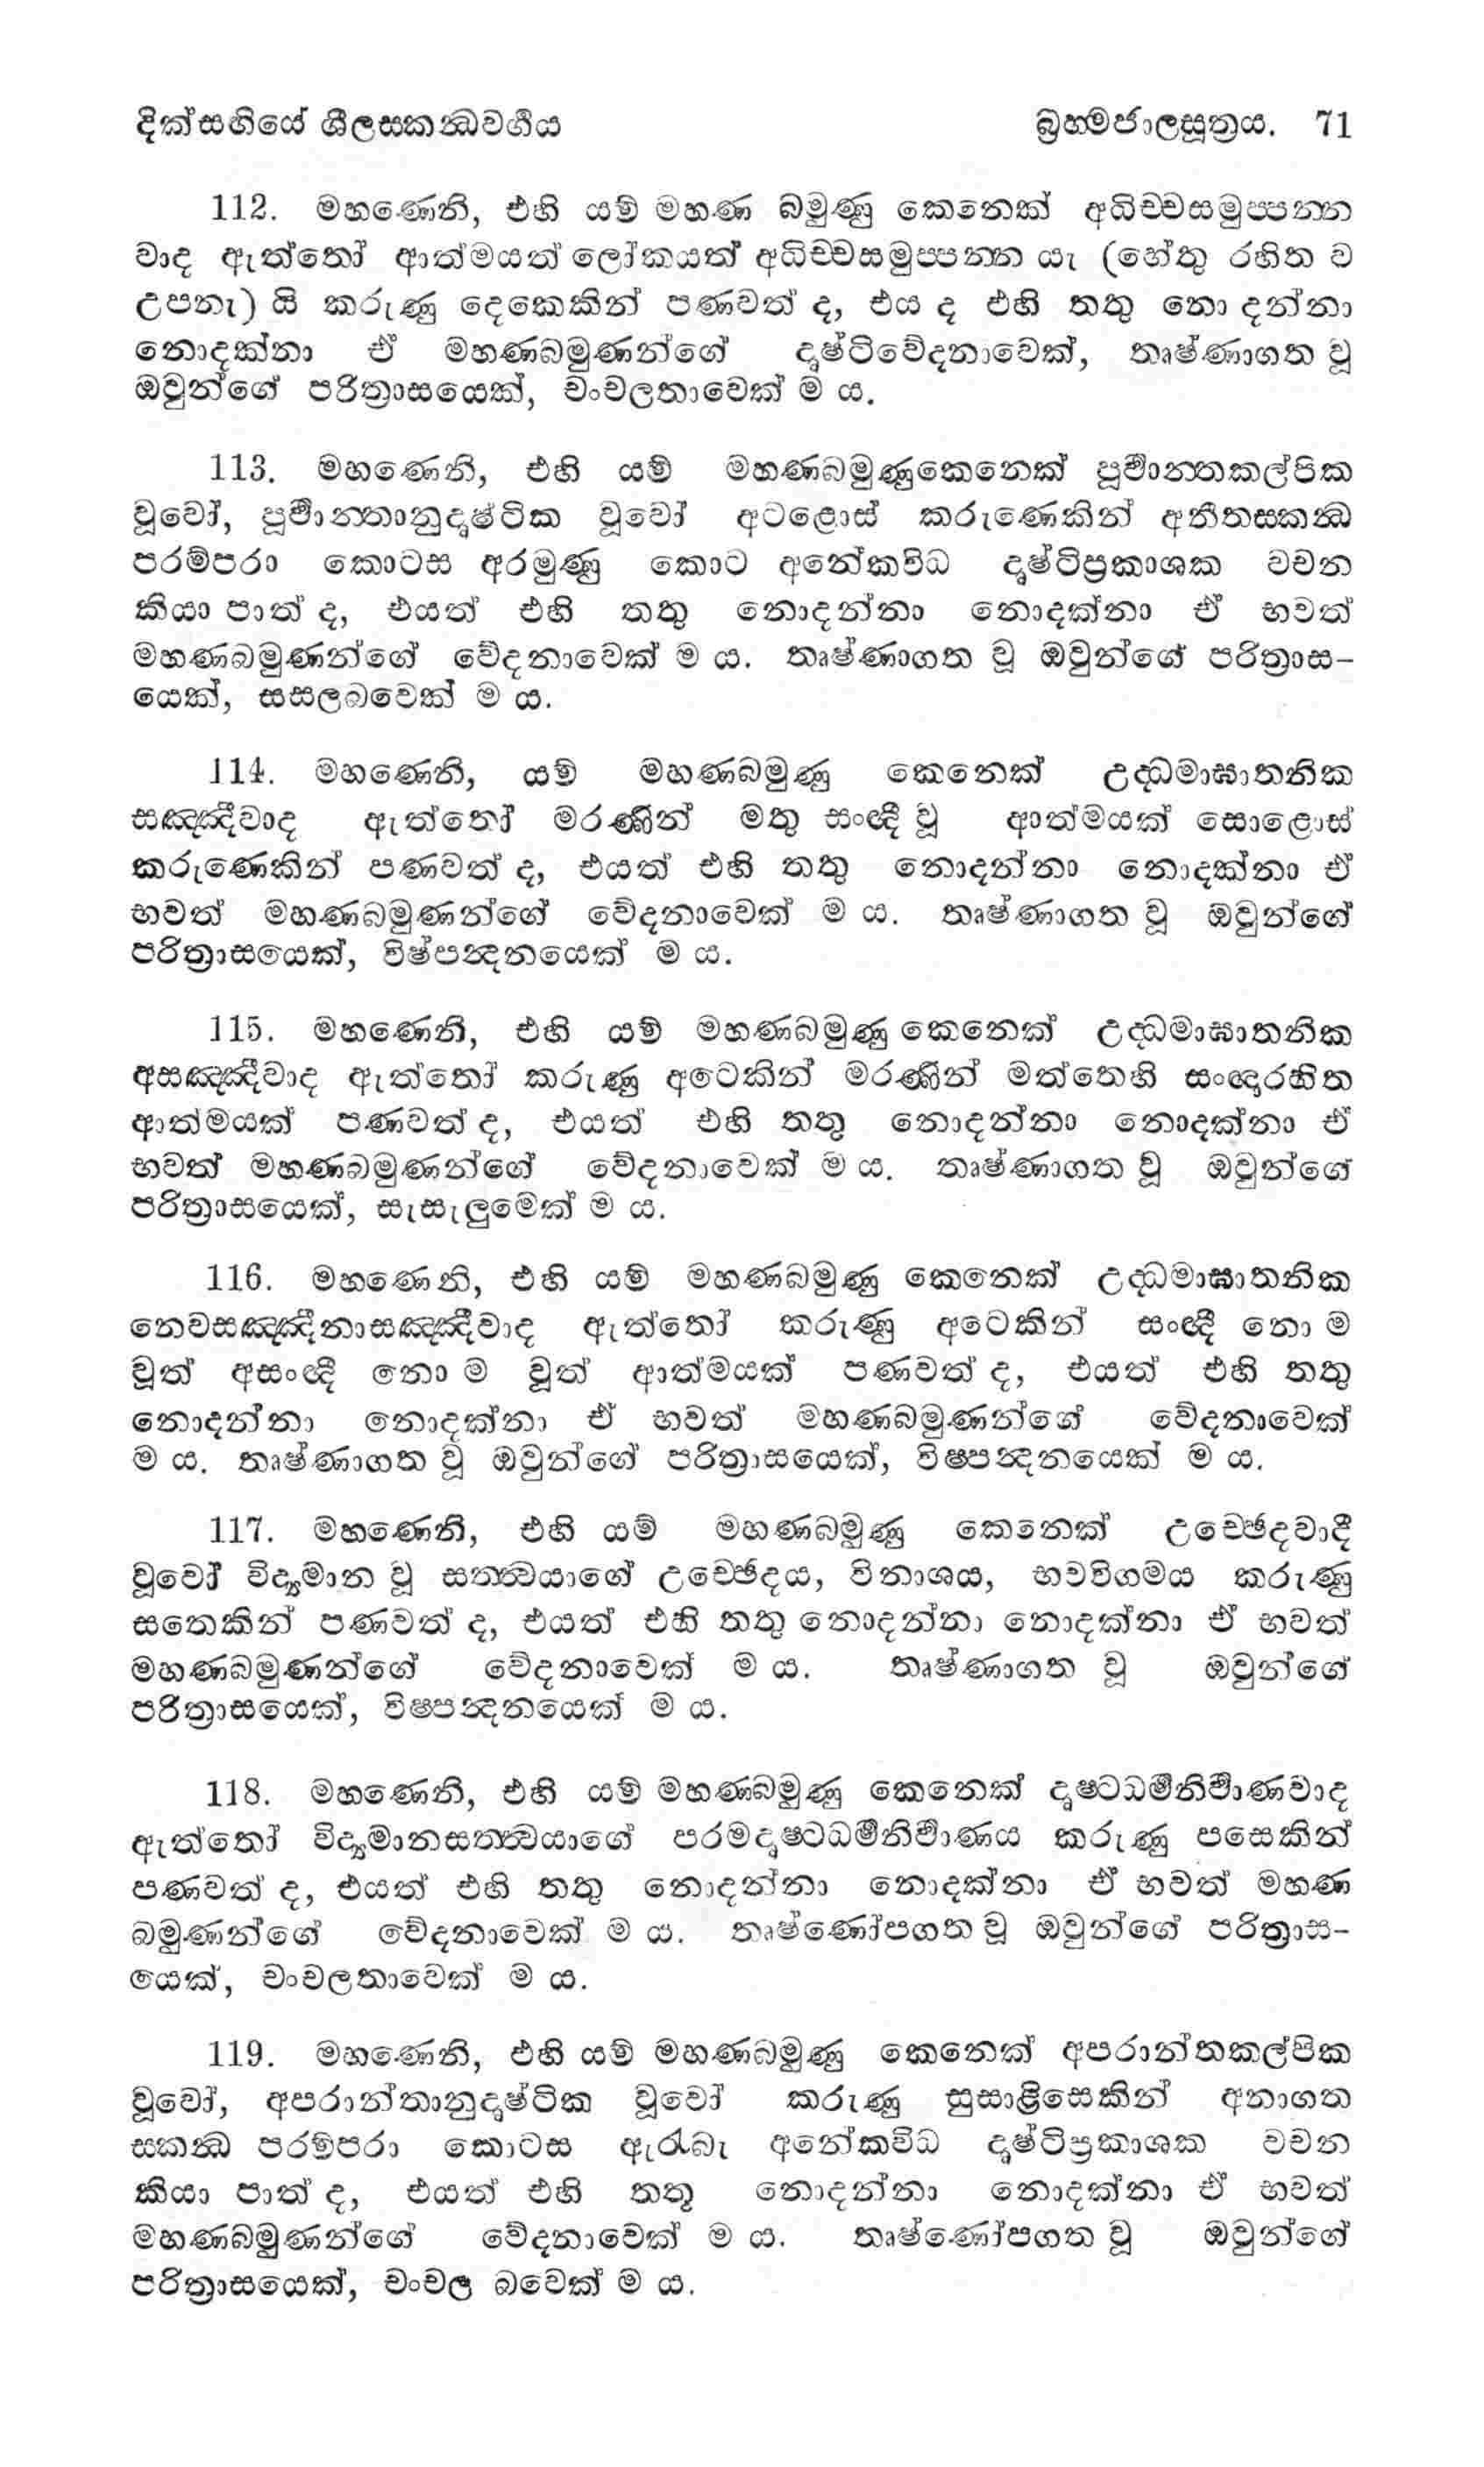 දික්සඟියේ ශීලස්කන්ධවර්ගය බ්‍රහ්මජාලසූත්‍රය. 71
112. මහණෙනි, එහි යම් මහණ බමුණු කෙනෙක් අධිච්චසමුප්පන්න
වාද ඇත්තෝ ආත්මයත් ලෝකයත් අධිච්චසමුප්පන්න යැ (හේතු රහිත ව
උපනැ) යි කරුණු දෙකෙකින් පණවත් ද, එය ද එහි තතු නො දන්නා
නොදක්නා ඒ මහණබමුණන්ගේ දෘෂ්ටිවේදනාවෙක්, තෘෂ්ණාගත වූ
ඔවුන්ගේ පරිත්‍රාසයෙක්, චංචලතාවෙක් ම ය.
113. මහණෙනි, එහි යම් මහණබමුණුකෙනෙක් පූර්වාන්තකල්පික
වූවෝ, පූර්වාන්තානුදෘෂ්ටික වූවෝ අටළොස් කරුණෙකින් අතීතස්කන්ධ
පරම්පරා කොටස අරමුණු කොට අනේකවිධ දෘෂ්ටිප්‍රකාශක වචන
කියා පාත් ද, එයත් එහි තතු නොදන්නා නොදක්නා ඒ භවත්
මහණබමුණන්ගේ වේදනාවෙක් ම ය. තෘෂ්ණාගත වූ ඔවුන්ගේ පරිත්‍රාස-
යෙක්, සසලබවෙක් ම ය.
114. මහණෙනි, යම් මහණබමුණු කෙනෙක් උද්ධමාඝාතනික
සඤ්ඤීවාද ඇත්තෝ මරණින් මතු සංඥී වූ ආත්මයක් සොළොස්
කරුණෙකින් පණවත් ද, එයත් එහි තතු නොදන්නා නොදක්නා ඒ
භවත් මහණබමුණන්ගේ වේදනාවෙක් ම ය. තෘෂ්ණාගත වූ ඔවුන්ගේ
පරිත්‍රාසයෙක්, විෂ්පන්දනයෙක් ම ය.
115. මහණෙනි, එහි යම් මහණබමුණු කෙනෙක් උද්ධමාඝාතනික
අසඤ්ඤීවාද ඇත්තෝ කරුණු අටෙකින් මරණින් මත්තෙහි සංඥාරහිත
ආත්මයක් පණවත් ද, එයත් එහි තතු නොදන්නා නොදක්නා ඒ
භවත් මහණබමුණන්ගේ වේදනාවෙක් ම ය. තෘෂ්ණාගත වූ ඔවුන්ගේ
පරිත්‍රාසයෙක්, සැසැලුමෙක් ම ය.
116. මහණෙනි, එහි යම් මහණබමුණු කෙනෙක් උද්ධමාඝාතනික
නෙවසඤ්ඤීනාසඤ්ඤීවාද ඇත්තෝ කරුණු අටෙකින් සංඥී නො ම
වූත් අසංඥී නො ම වූත් ආත්මයක් පණවත් ද, එයත් එහි තතු
නොදන්නා නොදක්නා ඒ භවත් මහණබමුණන්ගේ වේදනාවෙක්
ම ය. තෘෂ්ණාගත වූ ඔවුන්ගේ පරිත්‍රාසයෙක්, විෂ්පන්දනයෙක් ම ය.
117. මහණෙනි, එහි යම් මහණබමුණු කෙනෙක් උච්ඡේදවාදී
වූවෝ විද්‍යමාන වූ සත්ත්වයාගේ උච්ඡේදය, විනාශය, භවවිගමය කරුණු
සතෙකින් පණවත් ද, එයත් එහි තතු නොදන්නා නොදක්නා ඒ භවත්
මහණබමුණන්ගේ වේදනාවෙක් ම ය. තෘෂ්ණාගත වූ ඔවුන්ගේ
පරිත්‍රාසයෙක්, විෂ්පන්දනයෙක් ම ය.
118. මහණෙනි, එහි යම් මහණබමුණු කෙනෙක් දෘෂ්ටධර්මනිර්වාණවාද
ඇත්තෝ විද්‍යමානසත්ත්වයාගේ පරමදෘෂ්ටධර්මනිර්වාණය කරුණු පසෙකින්
පණවත් ද, එයත් එහි තතු නොදන්නා නොදක්නා ඒ භවත් මහණ
බමුණන්ගේ වේදනාවෙක් ම ය. තෘෂ්ණෝපගත වූ ඔවුන්ගේ පරිත්‍රාස-
යෙක්, චංචලතාවෙක් ම ය.
119. මහණෙනි, එහි යම් මහණබමුණු කෙනෙක් අපරාන්තකල්පික
වූවෝ, අපරාන්තානුදෘෂ්ටික වූවෝ කරුණු සුසාළිසෙකින් අනාගත
ස්කන්ධ පරම්පරා කොටස ඇරැබැ අනේකවිධ දෘෂ්ටිප්‍රකාශක වචන
කියා පාත් ද, එයත් එහි තතූ නොදන්නා නොදක්නා ඒ භවත්
මහණබමුණන්ගේ වේදනාවෙක් ම ය. තෘෂ්ණෝපගත වූ ඔවුන්ගේ
පරිත්‍රාසයෙක්, චංචල බවෙක් ම ය.